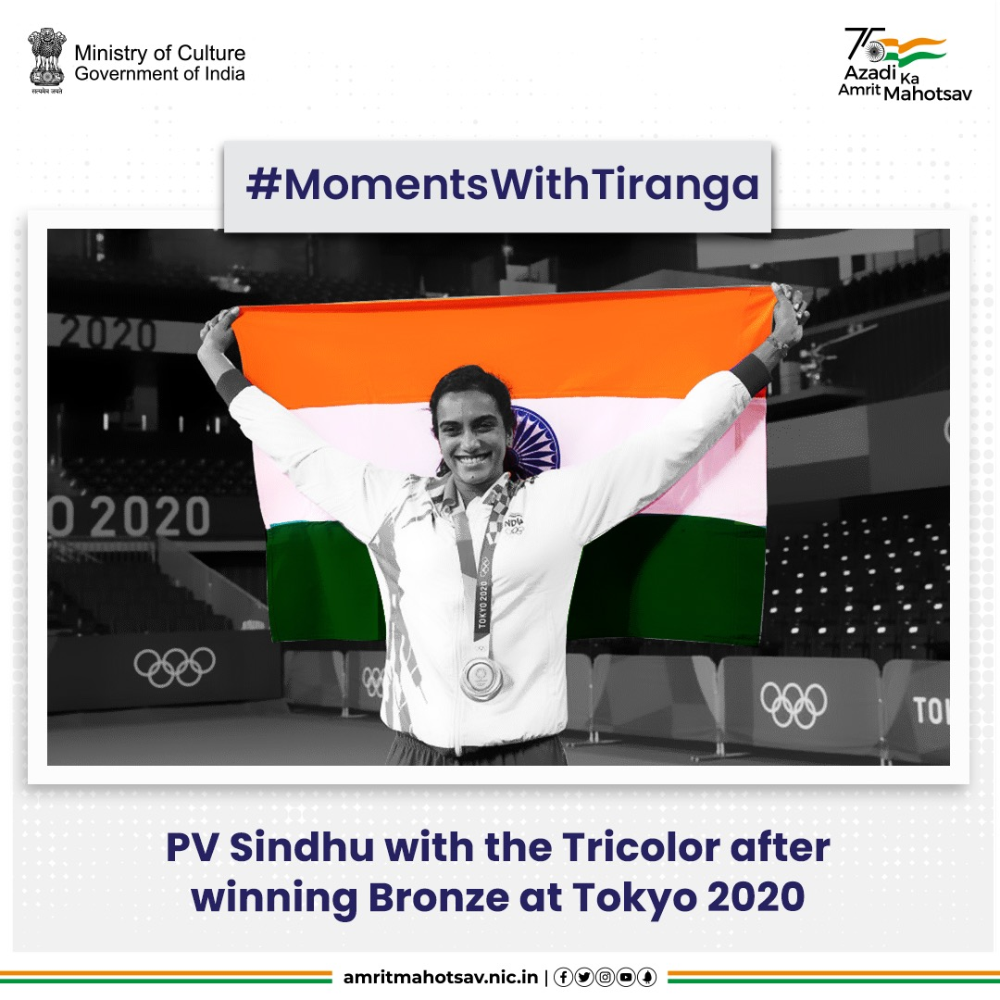 Ministry of Culture
Government of India
सत्यमेव जयते
75
Azadi Ka
Amrit Mahotsav
#MomentsWithTiranga
2020
O 2020
INDIA
TOKYO 2020
TO
PV Sindhu with the Tricolor after
winning Bronze at Tokyo 2020
amritmahotsav.nic.in |